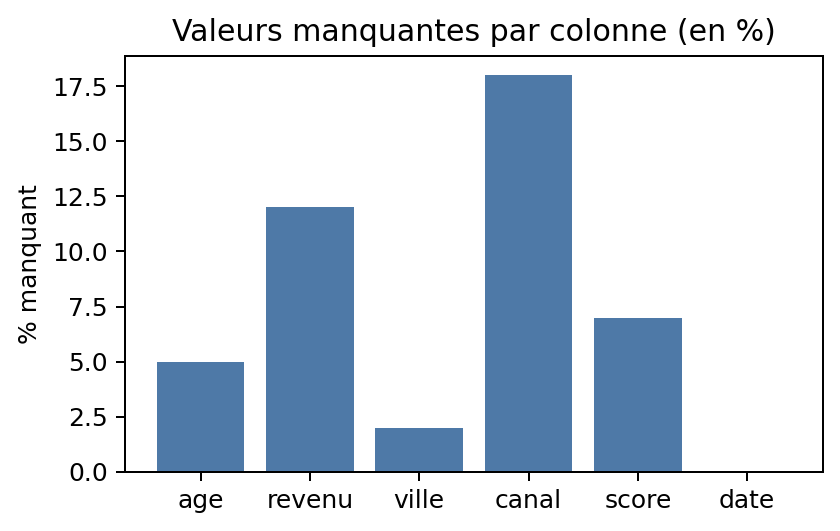 Valeurs manquantes par colonne (en %)
% manquant
17.5
15.0
12.5
10.0
7.5
5.0
2.5
0.0
age revenu ville canal score date